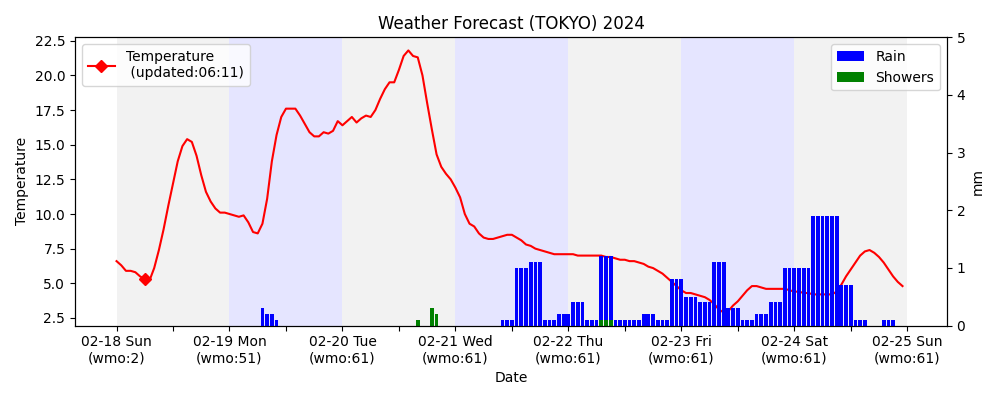 Weather Forecast (TOKYO) 2024
Temperature
(updated:06:11)
Rain
Showers
22.5
20.0
17.5
15.0
12.5
10.0
7.5
5.0
2.5
Temperature
5
4
3
2
1
0
mm
02-18 Sun 02-19 Mon 02-20 Tue 02-21 Wed 02-22 Thu 02-23 Fri 02-24 Sat 02-25 Sun
(wmo:2) (wmo:51) (wmo:61) (wmo:61) (wmo:61) (wmo:61) (wmo:61) (wmo:61)
Date